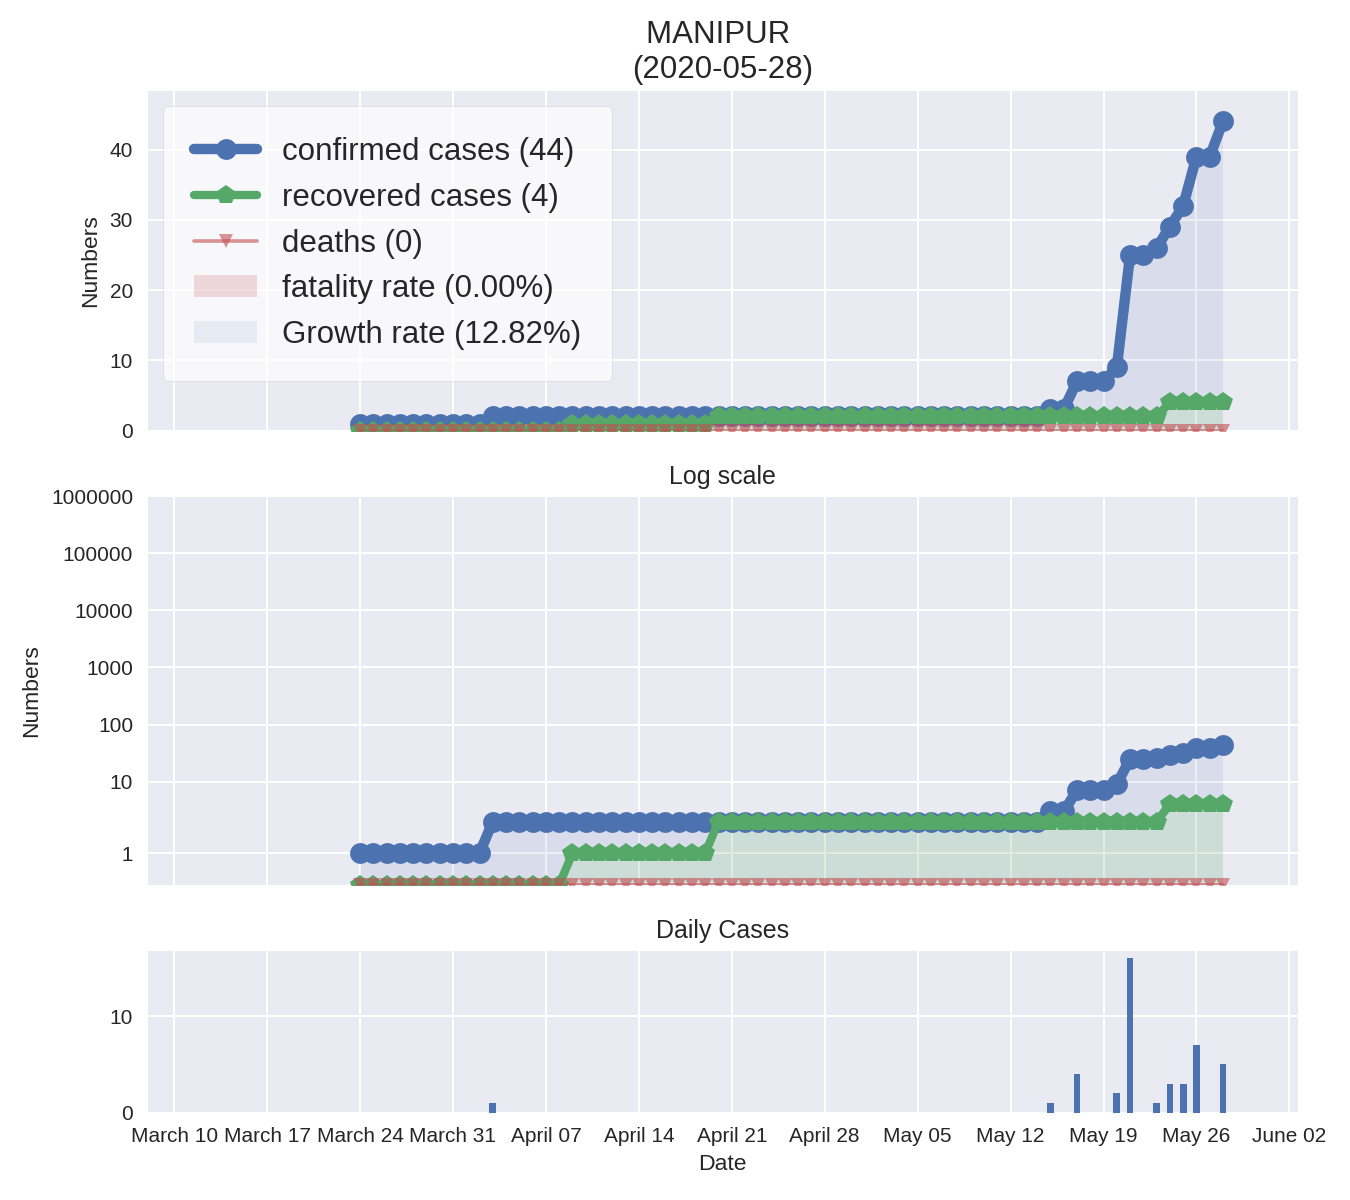 MANIPUR
(2020-05-28)
confirmed cases (44)
recovered cases (4)
deaths (0)
fatality rate (0.00%)
Growth rate (12.82%)
Numbers
40
30
20
10
0
Log scale
Numbers
1000000
100000
10000
1000
100
10
1
Daily Cases
10
0
March 10 March 17 March 24 March 31 April 07 April 14 April 21 April 28 May 05 May 12 May 19 May 26 June 02
Date